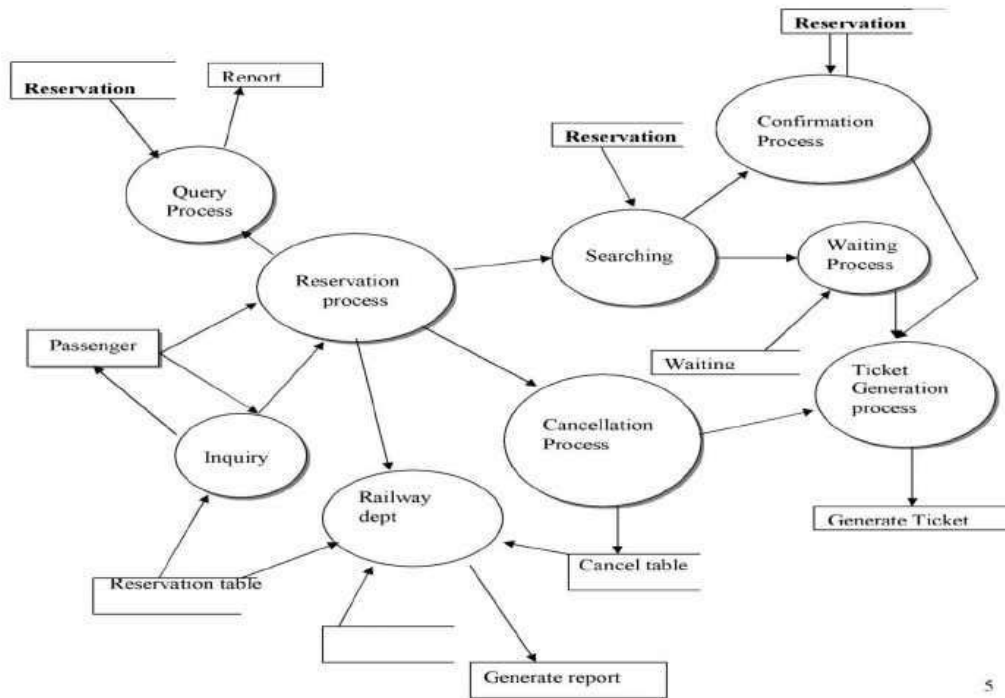 Reservation
Report
Reservation
Reservation
Confirmation
Process
Query
Process
Searching
Waiting
Process
Reservation
process
Passenger
Waiting
Ticket
Generation
process
Cancellation
Process
Inquiry
Railway
dept
Generate Ticket
Reservation table
Cancel table
Generate report
5